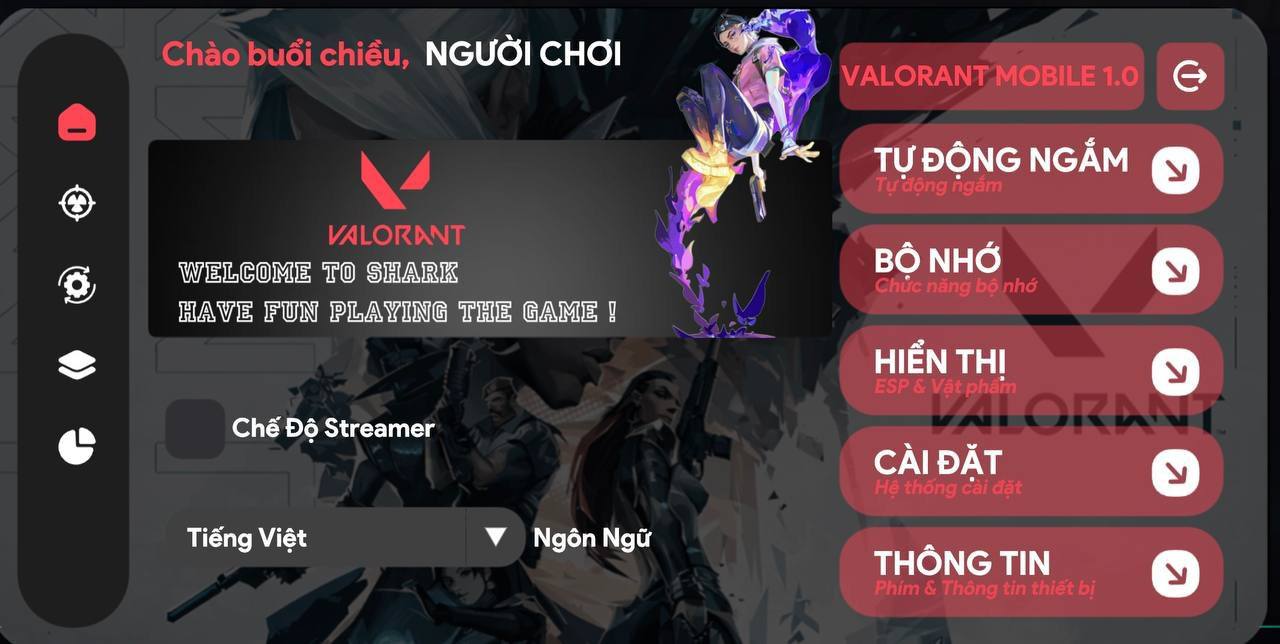 Chào buổi chiều, NGƯỜI CHƠI
VALORANT
WELCOME TO SHARK
HAVE FUN PLAYING THE GAME !
Chế Độ Streamer
Tiếng Việt
Ngôn Ngữ
VALORANT MOBILE 1.0
TỰ ĐỘNG NGẮM
Tự động ngắm
BỘ NHỚ
Chức năng bộ nhớ
HIỂN THỊ
ESP & Vật phẩm
VALORANT
CÀI ĐẶT
Hệ thống cài đặt
THÔNG TIN
Phím & Thông tin thiết bị